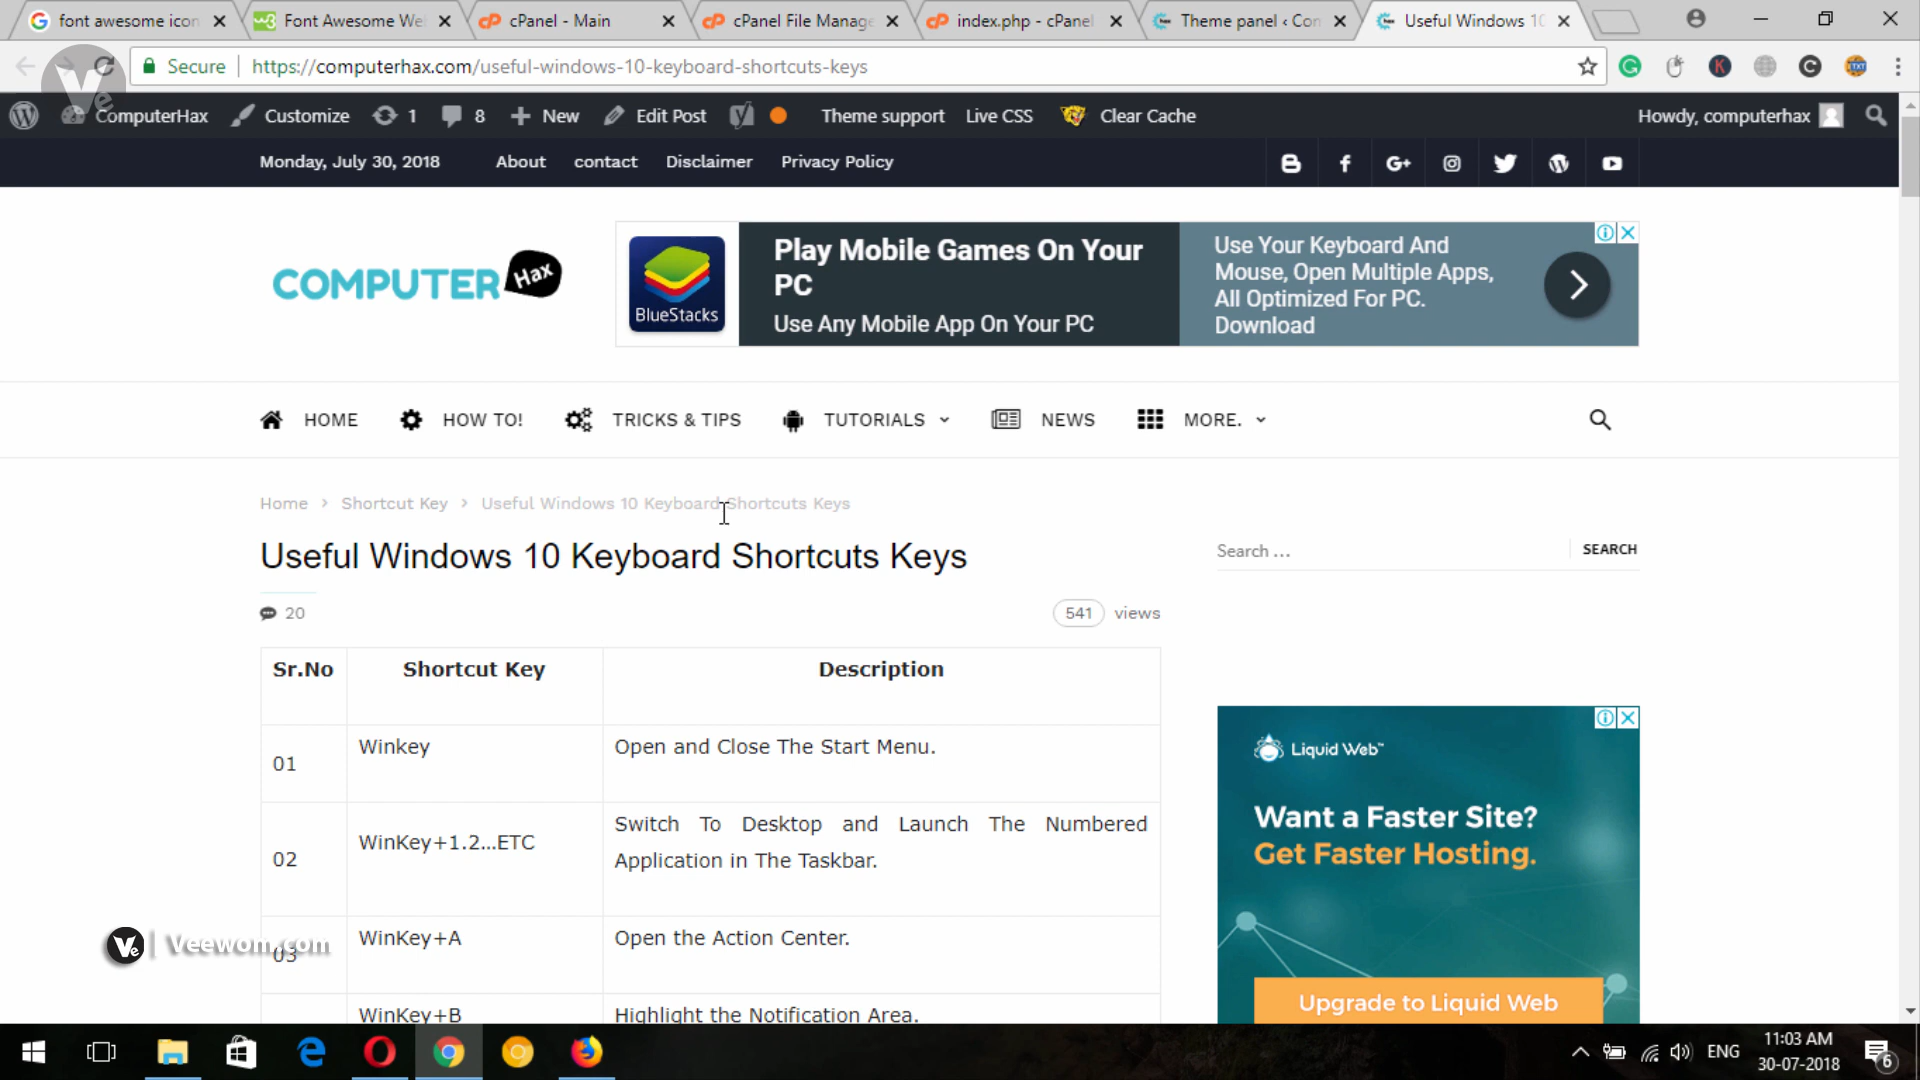 font awesome icon
Font Awesome We
cPanel - Main
cPanel File Manage
index.php - cPanel
Theme panel ‹ Con
Useful Windows 10
Secure
https://computerhax.com/useful-windows-10-keyboard-shortcuts-keys
ComputerHax
Customize
1
8
New
Edit Post
Theme support
Live CSS
Clear Cache
Howdy, computerhax
Monday, July 30, 2018
About
contact
Disclaimer
Privacy Policy
COMPUTER Hax
BlueStacks
Play Mobile Games On Your
PC
Use Any Mobile App On Your PC
Use Your Keyboard And
Mouse, Open Multiple Apps,
All Optimized For PC.
Download
HOME
HOW TO!
TRICKS & TIPS
TUTORIALS
NEWS
MORE.
Home > Shortcut Key > Useful Windows 10 Keyboard Shortcuts Keys
Useful Windows 10 Keyboard Shortcuts Keys
Search ...
SEARCH
20
541 views
Sr.No
Shortcut Key
Description
01
Winkey
Open and Close The Start Menu.
02
WinKey+1.2...ETC
Switch To Desktop and Launch The Numbered
Application in The Taskbar.
03
WinKey+A
Open the Action Center.
WinKey+B
Highlight the Notification Area.
Liquid Web™
Want a Faster Site?
Get Faster Hosting.
Upgrade to Liquid Web
Ve
Ve | Veewom.com
ENG
11:03 AM
30-07-2018
6